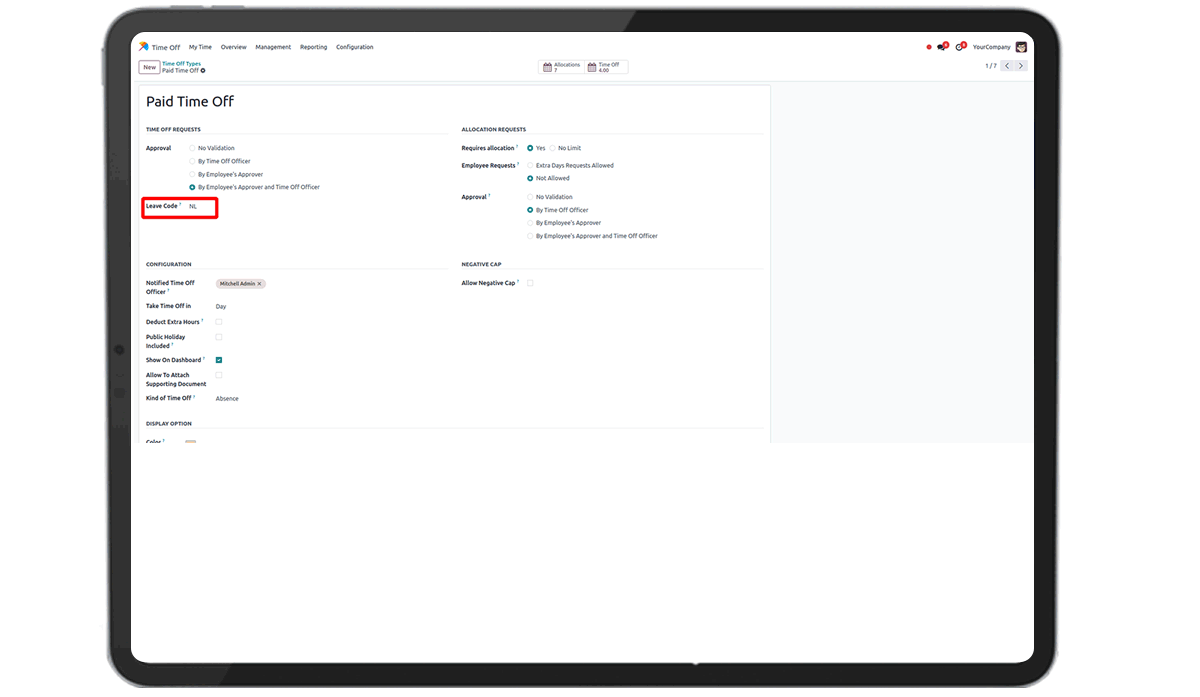 Time Off My Time Overview Management Reporting Configuration 8 3 YourCompany
New Time Off Types
Paid Time Off
Allocations
7
Time Off
4.00
1 / 7
Paid Time Off
TIME OFF REQUESTS
Approval
No Validation
By Time Off Officer
By Employee's Approver
By Employee's Approver and Time Off Officer
Leave Code ? NL
ALLOCATION REQUESTS
Requires allocation ? Yes No Limit
Employee Requests ? Extra Days Requests Allowed
Not Allowed
Approval ? No Validation
By Time Off Officer
By Employee's Approver
By Employee's Approver and Time Off Officer
CONFIGURATION
Notified Time Off
Officer ? Mitchell Admin ×
Take Time Off in Day
Deduct Extra Hours ?
Public Holiday
Included ?
Show On Dashboard ?
Allow To Attach
Supporting Document
Kind of Time Off ? Absence
NEGATIVE CAP
Allow Negative Cap ?
DISPLAY OPTION
Color ?